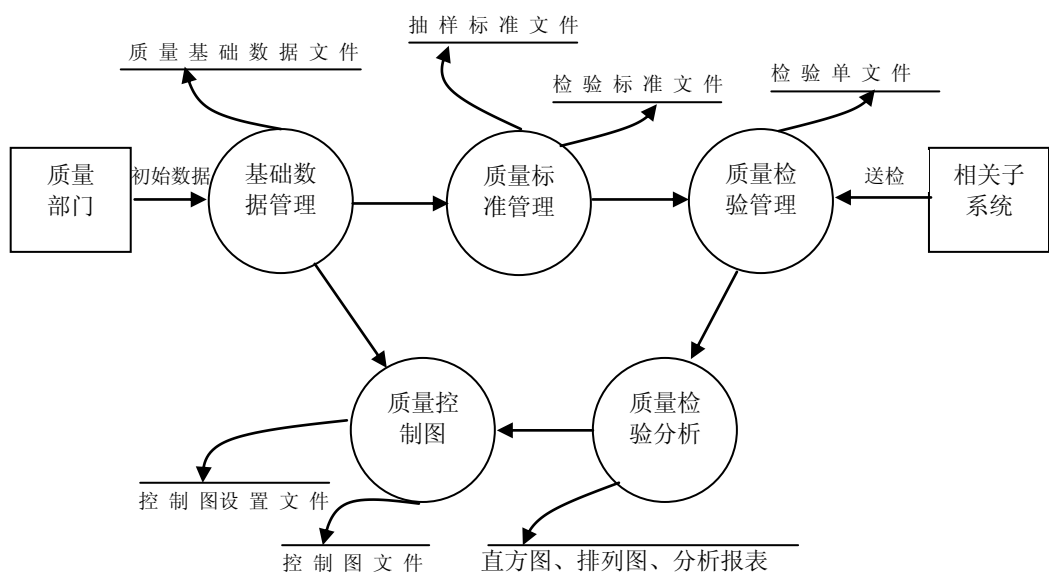 抽样标准文件
质量基础数据文件
检验标准文件
检验单文件
质量
部门
初始数据
基础数
据管理
质量标
准管理
质量检
验管理
送检
相关子
系统
质量控
制图
质量检
验分析
控制图设置文件
控制图文件
直方图、排列图、分析报表